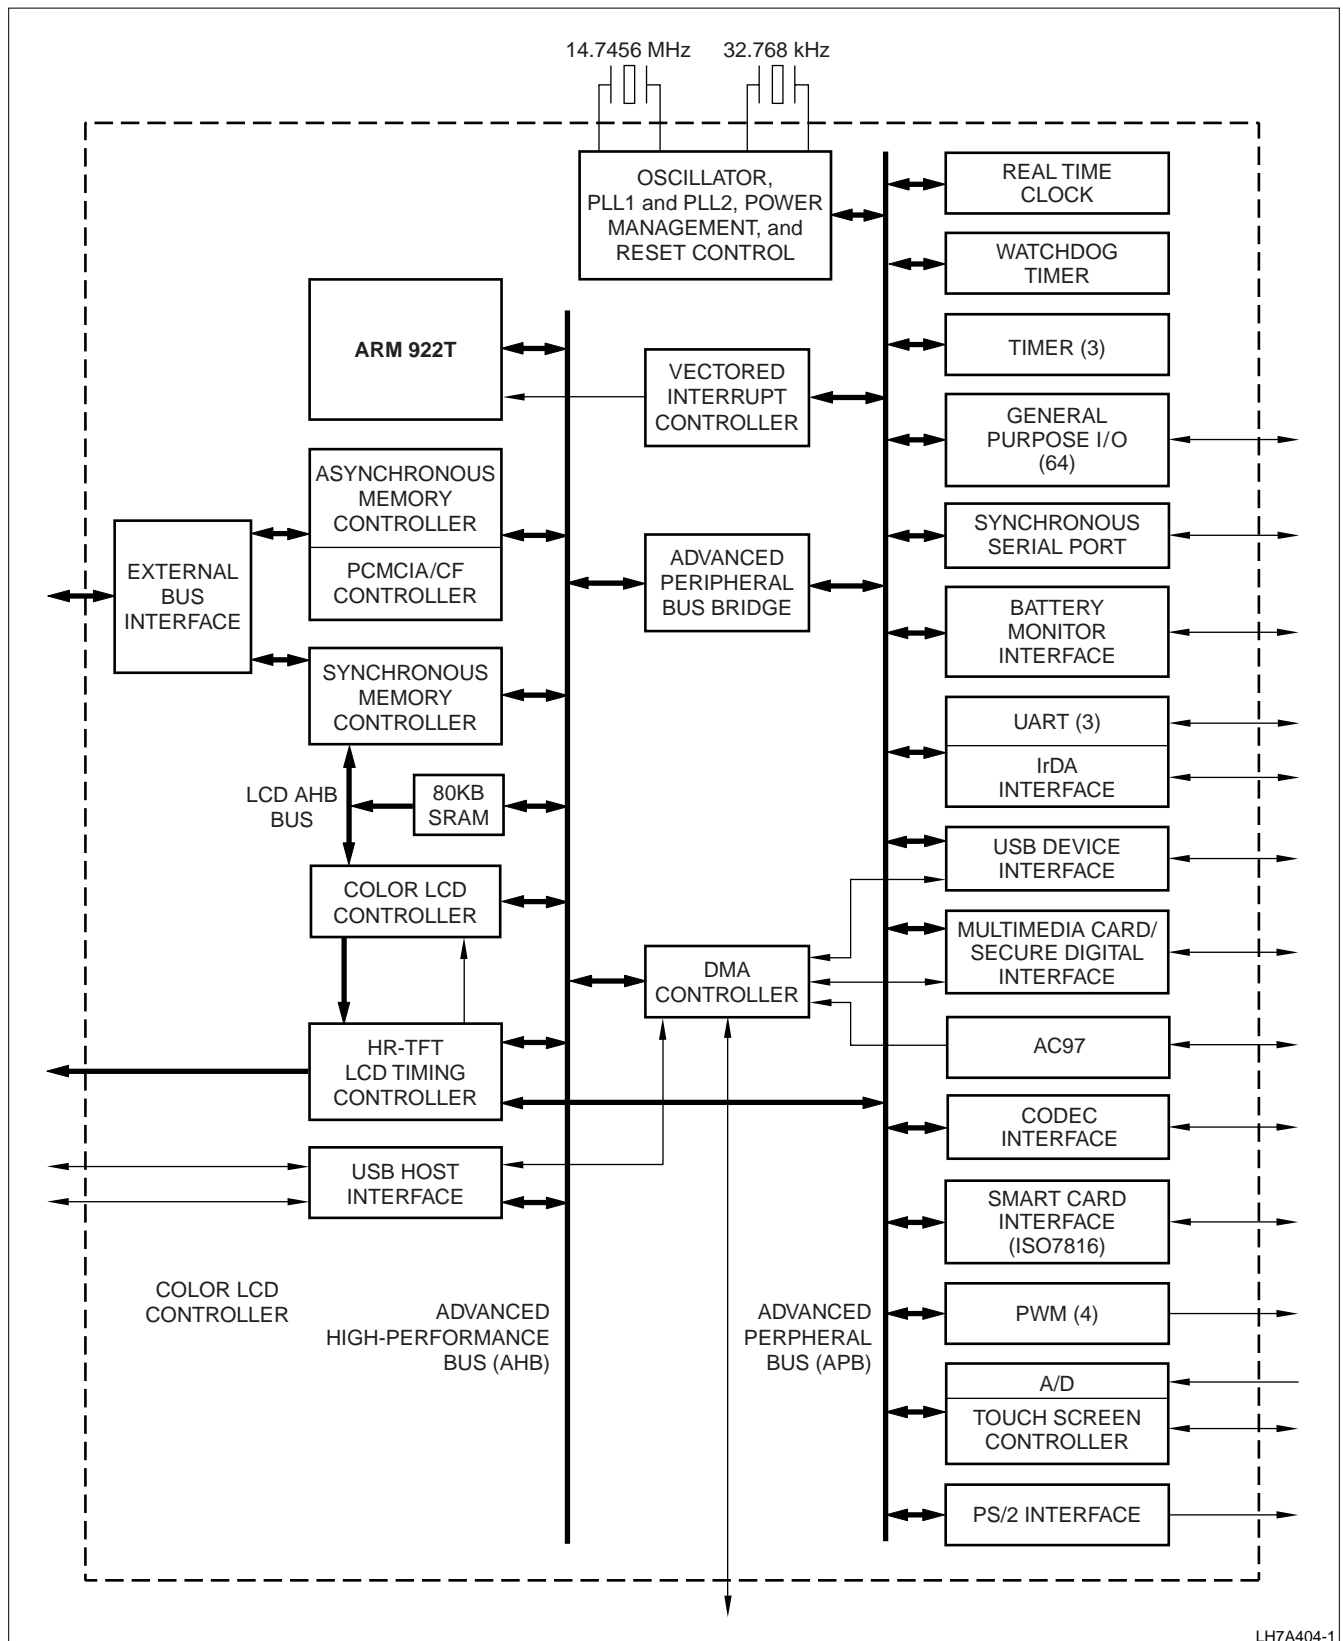 14.7456 MHz
32.768 kHz
OSCILLATOR,
PLL1 and PLL2, POWER
MANAGEMENT, and
RESET CONTROL
REAL TIME
CLOCK
WATCHDOG
TIMER
ARM 922T
VECTORED
INTERRUPT
CONTROLLER
TIMER (3)
GENERAL
PURPOSE I/O
(64)
ASYNCHRONOUS
MEMORY
CONTROLLER
PCMCIA/CF
CONTROLLER
EXTERNAL
BUS
INTERFACE
ADVANCED
PERIPHERAL
BUS BRIDGE
SYNCHRONOUS
SERIAL PORT
BATTERY
MONITOR
INTERFACE
SYNCHRONOUS
MEMORY
CONTROLLER
UART (3)
IrDA
INTERFACE
LCD AHB
BUS
80KB
SRAM
USB DEVICE
INTERFACE
COLOR LCD
CONTROLLER
MULTIMEDIA CARD/
SECURE DIGITAL
INTERFACE
DMA
CONTROLLER
HR-TFT
LCD TIMING
CONTROLLER
AC97
CODEC
INTERFACE
USB HOST
INTERFACE
SMART CARD
INTERFACE
(ISO7816)
COLOR LCD
CONTROLLER
ADVANCED
HIGH-PERFORMANCE
BUS (AHB)
ADVANCED
PERPHERAL
BUS (APB)
PWM (4)
A/D
TOUCH SCREEN
CONTROLLER
PS/2 INTERFACE
LH7A404-1